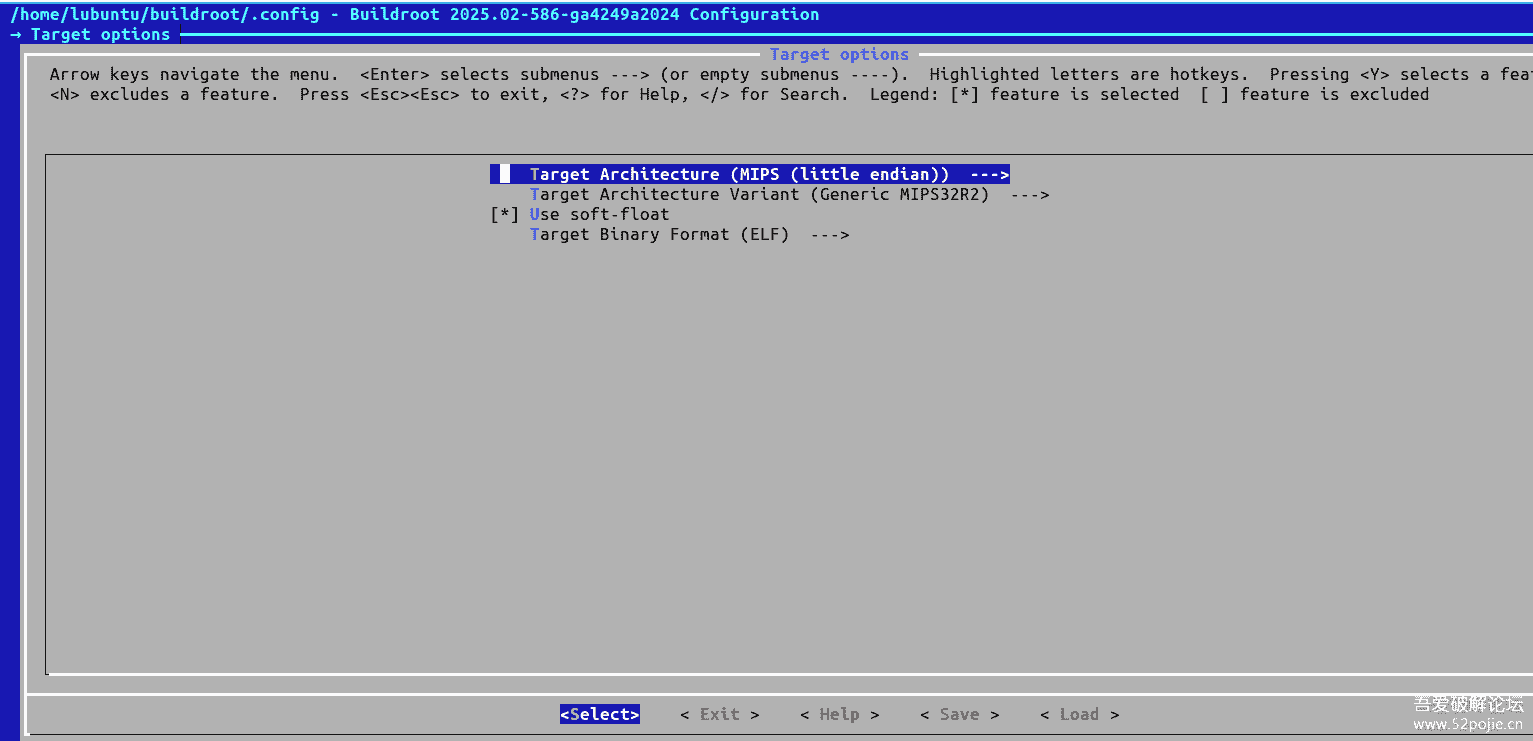 /home/lubuntu/buildroot/.config - Buildroot 2025.02-586-ga4249a2024 Configuration
→ Target options
Target options
Arrow keys navigate the menu.  <Enter> selects submenus ---> (or empty submenus ----).  Highlighted letters are hotkeys.  Pressing <Y> selects a fea
<N> excludes a feature.  Press <Esc><Esc> to exit, <?> for Help, </> for Search.  Legend: [*] feature is selected  [ ] feature is excluded
Target Architecture (MIPS (little endian))  --->
Target Architecture Variant (Generic MIPS32R2)  --->
[*] Use soft-float
Target Binary Format (ELF)  --->
<Select>    < Exit >    < Help >    < Save >    < Load >
吾爱破解论坛
www.52pojie.cn